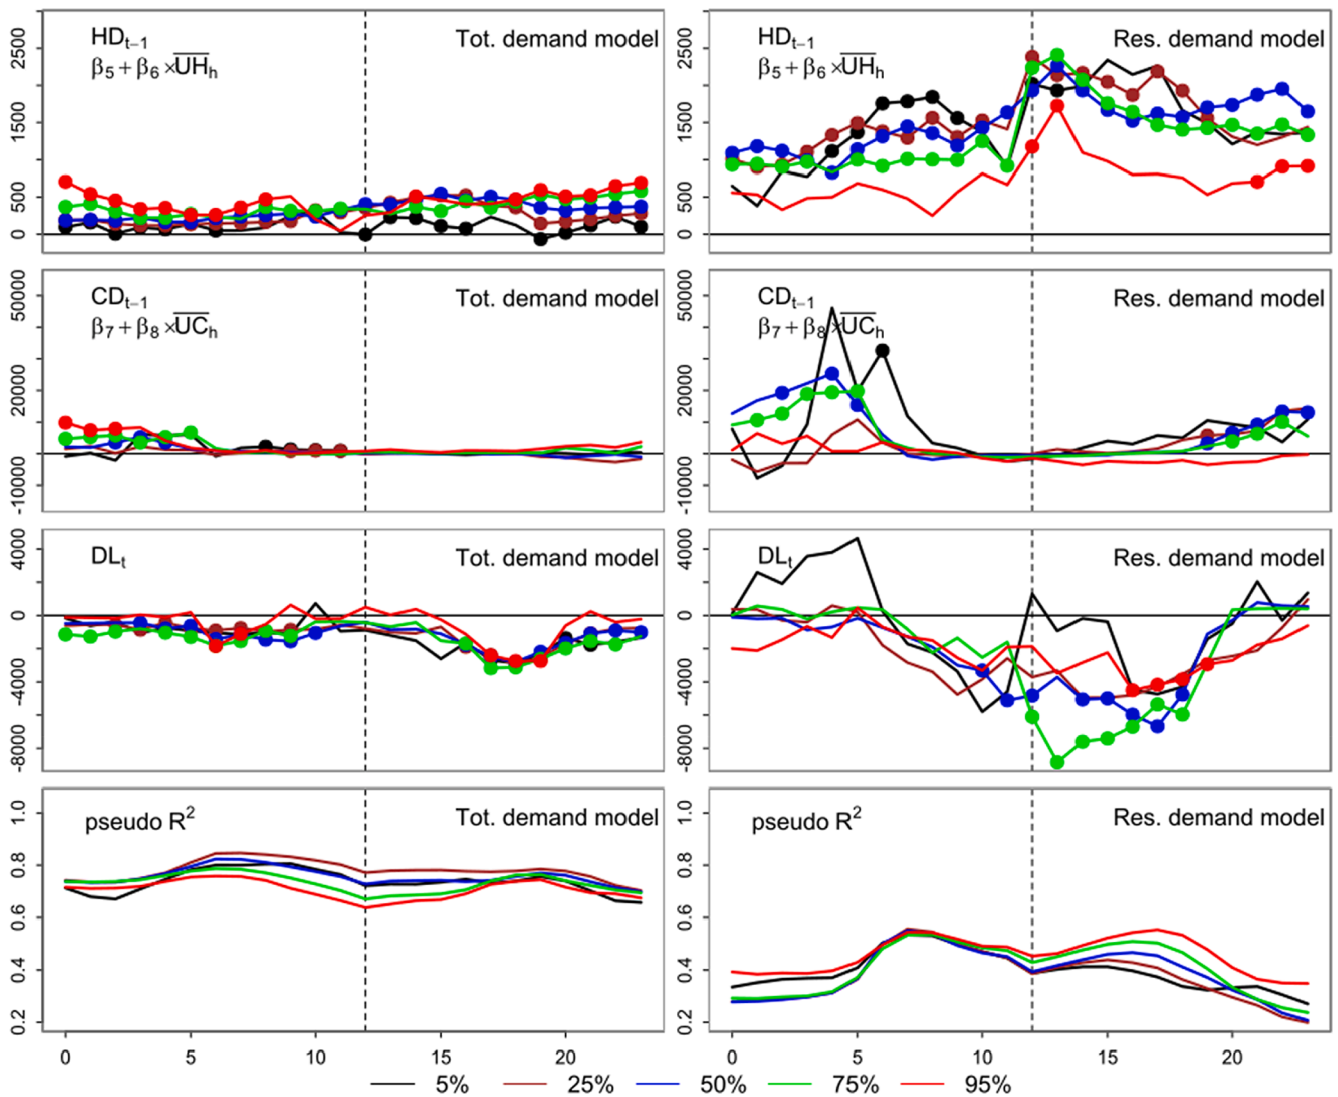 HDt−1
β5 + β6 × UHh
Tot. demand model
500 1500 2500
0
HDt−1
β5 + β6 × UHh
Res. demand model
0 500 1500 2500
CDt−1
β7 + β8 × UCh
Tot. demand model
-10000 20000 50000
CDt−1
β7 + β8 × UCh
Res. demand model
-10000 20000 50000
DLt
Tot. demand model
-8000 -4000 0 4000
DLt
Res. demand model
-8000 -4000 0 4000
pseudo R2
Tot. demand model
0.2 0.4 0.6 0.8 1.0
pseudo R2
Res. demand model
0.2 0.4 0.6 0.8 1.0
0 5 10 15 20
0 5 10 15 20
5% 25% 50% 75% 95%